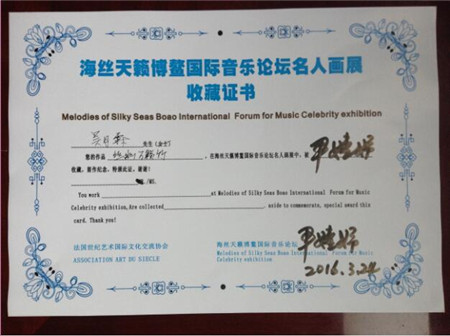 海丝天籁博鳌国际音乐论坛名人画展
收藏证书
Melodies of Silky Seas Boao International Forum for Music Celebrity exhibition
先生(女士)
您的作品 ，在海丝天籁博鳌国际音乐论坛名人画展中，被
收藏，旨作纪念，特颁此证，谢谢！
You work at Melodies of Silky Seas Boao International Forum for Music
Celebrity exhibition,Are collected , aside to commemorate, special award this
card. Thank you!
法国世纪艺术国际文化交流协会
ASSOCIATION ART DU SIECLE
海丝天籁博鳌国际音乐论坛
Melodies of Silky Seas Boao International Forum for Music
Celebrity exhibition
2016.3.24